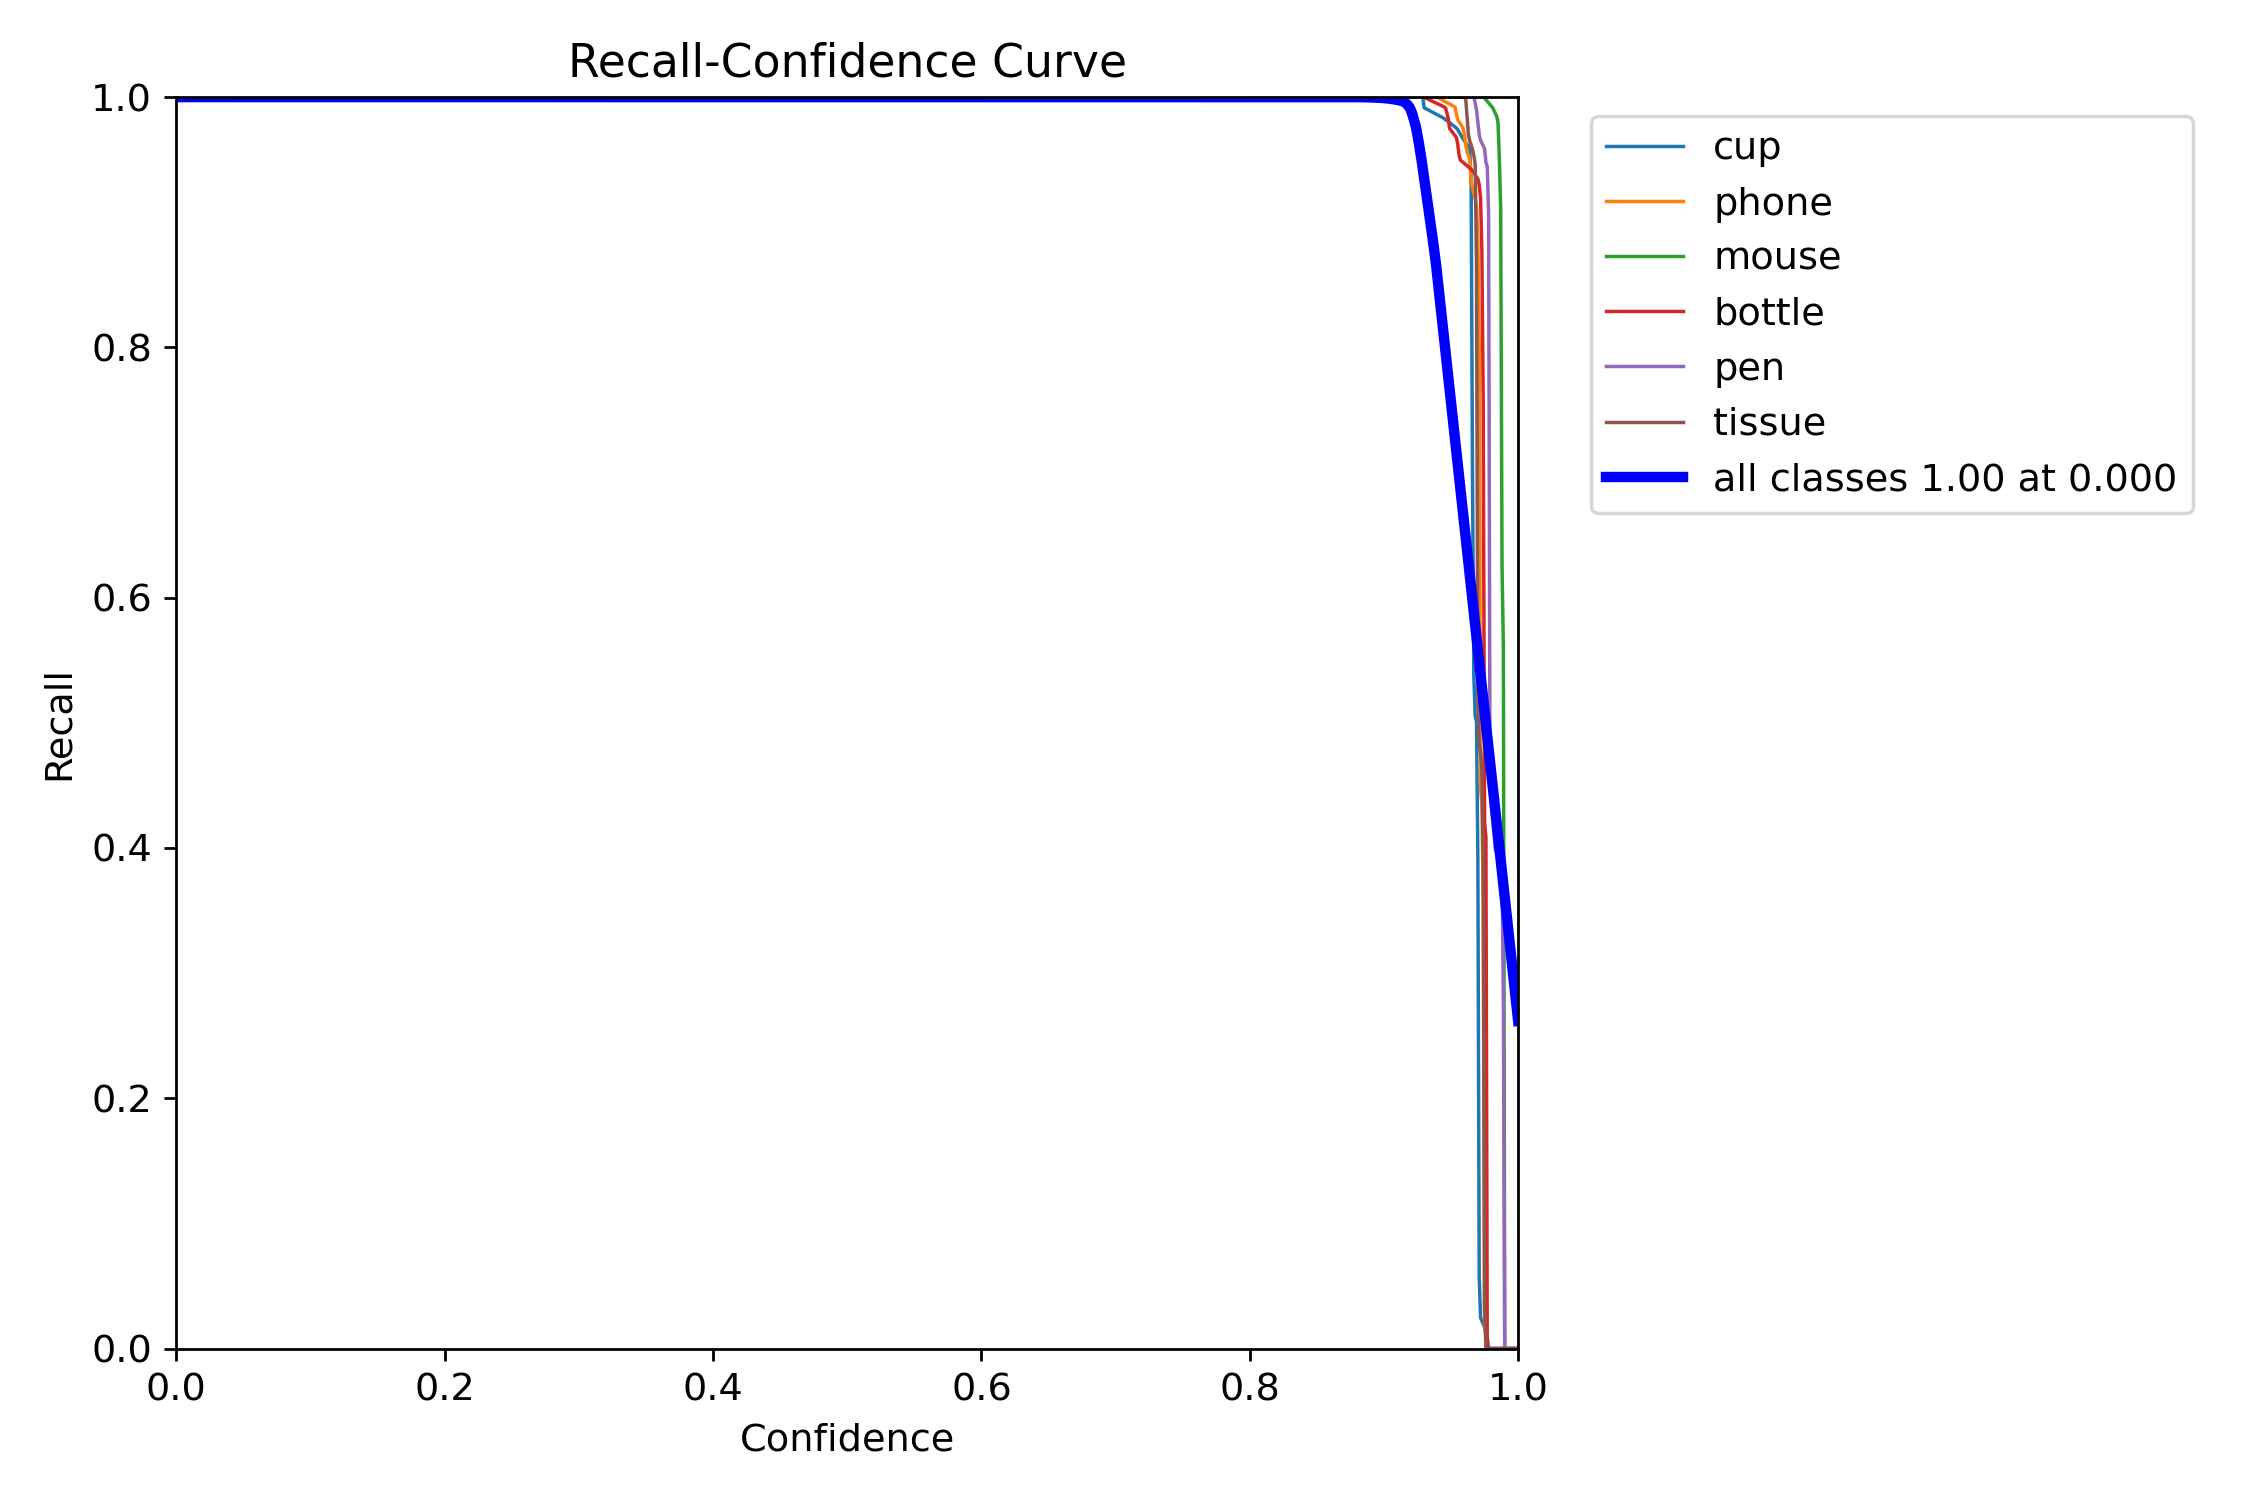 Recall-Confidence Curve
1.0
0.8
0.6
0.4
0.2
0.0
Recall
0.0 0.2 0.4 0.6 0.8 1.0
Confidence
cup
phone
mouse
bottle
pen
tissue
all classes 1.00 at 0.000